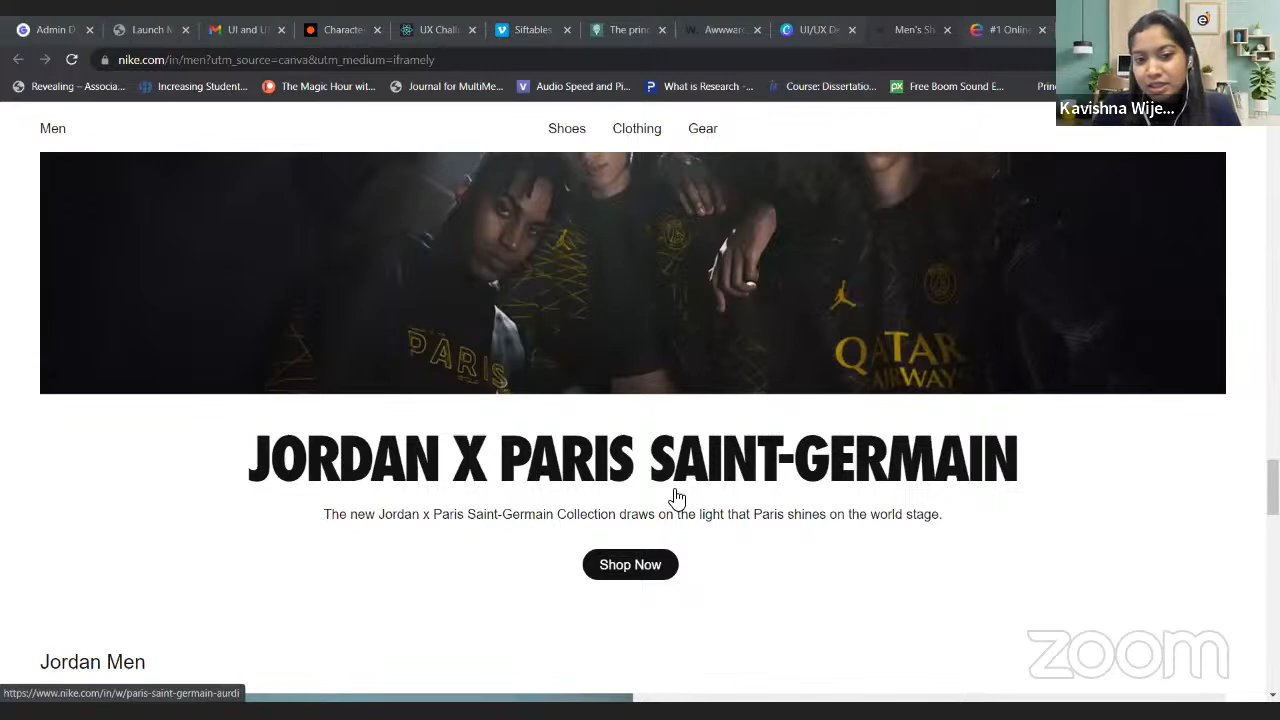 Admin D
Launch M
UI and U
Characte
UX Chall
Siftables
The princ
Awwward
UI/UX De
Men's Sh
#1 Online
nike.com/in/men?utm_source=canva&utm_medium=iframely
Revealing – Associa...
Increasing Student...
The Magic Hour wit...
Journal for MultiMe...
Audio Speed and Pi...
What is Research -...
Course: Dissertatio...
Free Boom Sound E...
Prin
Kavishna Wije...
Men
Shoes
Clothing
Gear
PARIS
QATAR
AIRWAY
JORDAN X PARIS SAINT-GERMAIN
The new Jordan x Paris Saint-Germain Collection draws on the light that Paris shines on the world stage.
Shop Now
zoom
Jordan Men
https://www.nike.com/in/w/paris-saint-germain-aurdi